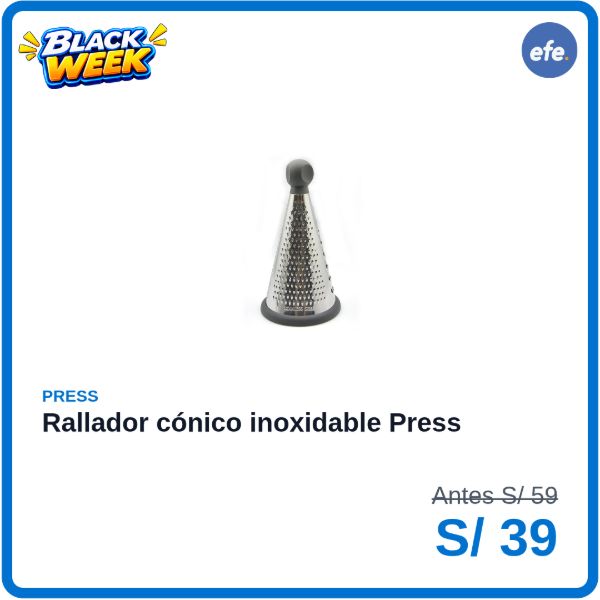 BLACK
WEEK
efe.
PRESS
Rallador cónico inoxidable Press
Antes S/ 59
S/ 39